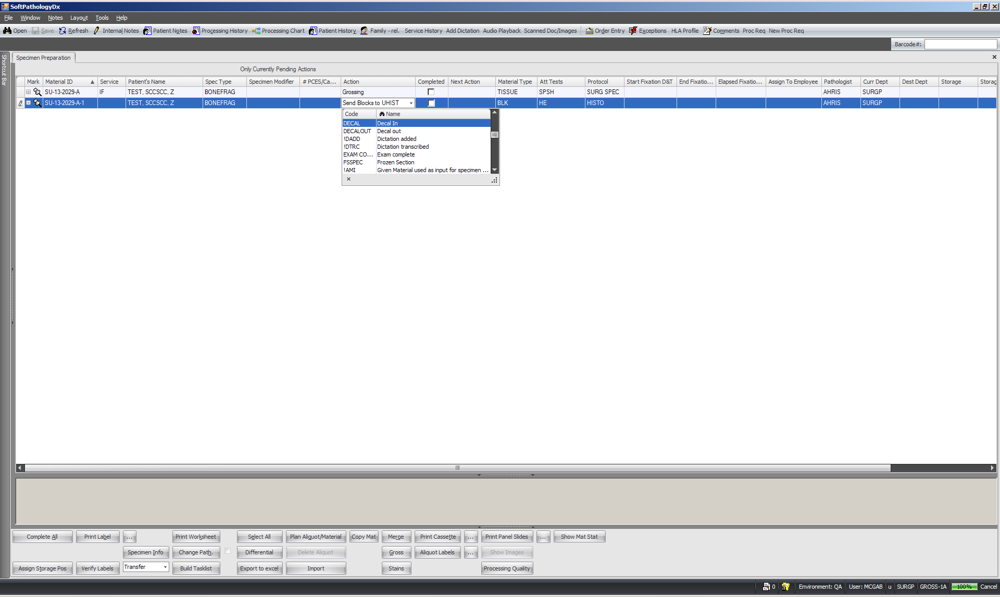 SoftPathologyDx
File Window Notes Layout Tools Help
Open Save Refresh Internal Notes Patient Notes Processing History Processing Chart Patient History Family - rel. Service History Add Dictation Audio Playback Scanned Doc/Images Order Entry Exceptions HLA Profile Comments Proc Req New Proc Req
Barcode#:
Shortcut Bar
Specimen Preparation
Only Currently Pending Actions
Mark Material ID Service Patient's Name Spec Type Specimen Modifier # PCES/Ca... Action Completed Next Action Material Type Att Tests Protocol Start Fixation D&T End Fixatio... Elapsed Fixatio... Assign To Employee Pathologist Curr Dept Dest Dept Storage Storag
SU-13-2029-A IF TEST, SCCSCC, Z BONEFRAG Grossing TISSUE SPSH SURG SPEC AHRIS SURGP
SU-13-2029-A-1 TEST, SCCSCC, Z BONEFRAG Send Blocks to UHIST BLK HE HISTO AHRIS SURGP
Code Name
DECAL Decal In
DECALOUT Decal out
!DADD Dictation added
!DTRC Dictation transcribed
EXAM CO... Exam complete
FSSPEC Frozen Section
!AMI Given Material used as input for specimen ...
Complete All Print Label ... Print Worksheet Select All Plan Aliquot/Material Copy Mat Merge Print Cassette ... Print Panel Slides ... Show Mat Stat
Specimen Info Change Path. Differential Delete Aliquot Gross Aliquot Labels ... Show Images
Assign Storage Pos Verify Labels Transfer Build Tasklist Export to excel Import Stains Processing Quality
0 Environment: QA User: MCGAB u SURGP GROSS-1A 100% Cancel